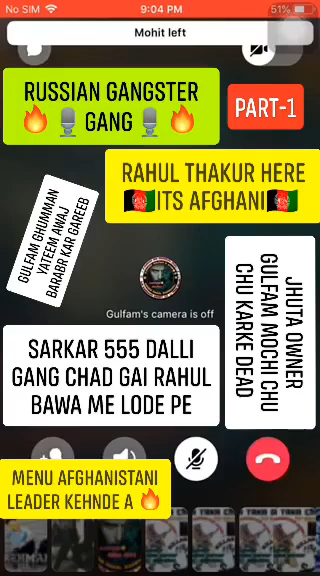 No SIM
9:04 PM
51%
Mohit left
RUSSIAN GANGSTER
🔥🎙️GANG🎙️🔥
PART-1
RAHUL THAKUR HERE
🇦🇫ITS AFGHANI🇦🇫
GULFAM GHUMMAN
YATEEM AWAJ
BARABR KAR GAREEB
JHUTA OWNER
GULFAM MOCHI CHU
CHU KARKE DEAD
Gulfam's camera is off
SARKAR 555 DALLI
GANG CHAD GAI RAHUL
BAWA ME LODE PE
MENU AFGHANISTANI
LEADER KEHNDE A 🔥